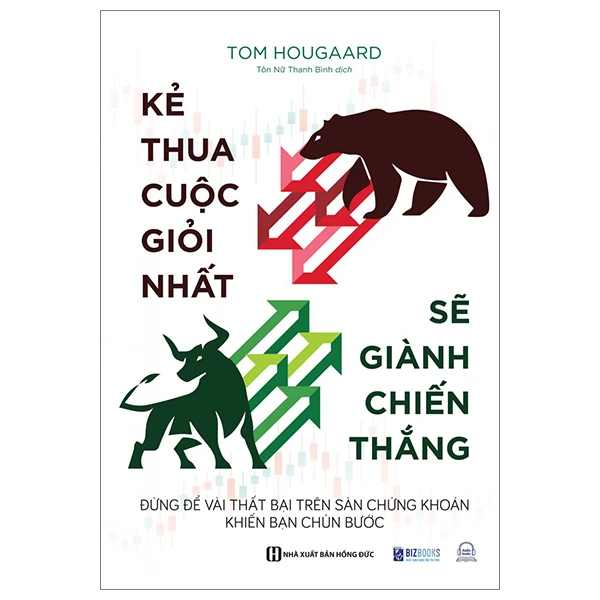 TOM HOUGAARD
Tôn Nữ Thanh Bình dịch
KẺ
THUA
CUỘC
GIỎI
NHẤT
SẼ
GIÀNH
CHIẾN
THẮNG
ĐỪNG ĐỂ VÀI THẤT BẠI TRÊN SÀN CHỨNG KHOÁN
KHIẾN BẠN CHÙN BƯỚC
NHÀ XUẤT BẢN HỒNG ĐỨC
BIZBOOKS